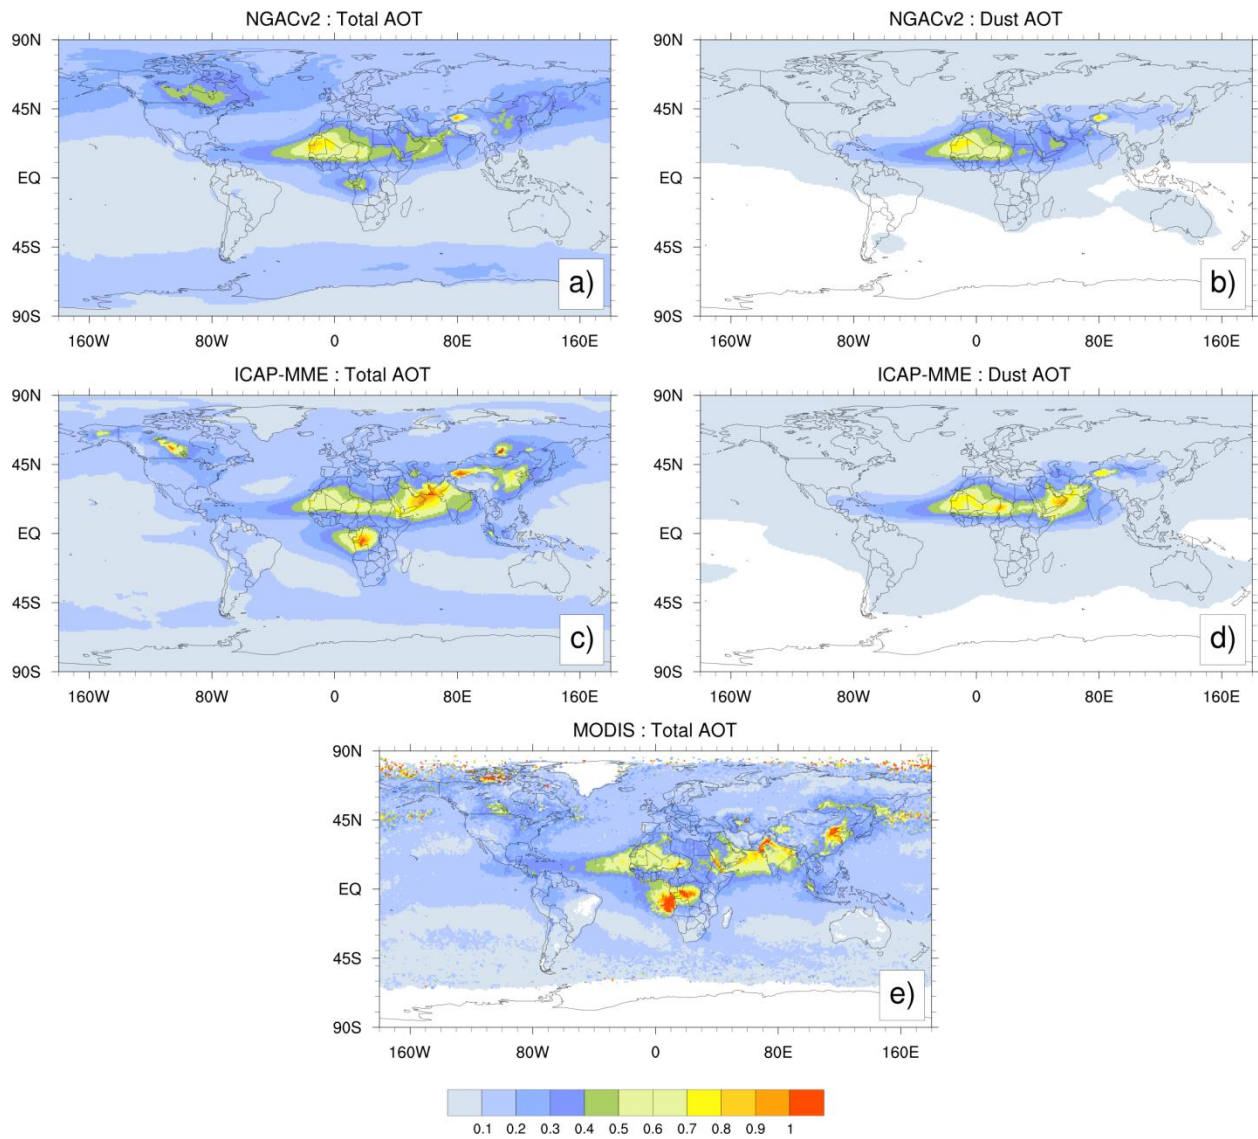 NGACv2 : Total AOT
90N
45N
EQ
45S
90S
160W 80W 0 80E 160E
a)
NGACv2 : Dust AOT
90N
45N
EQ
45S
90S
160W 80W 0 80E 160E
b)
ICAP-MME : Total AOT
90N
45N
EQ
45S
90S
160W 80W 0 80E 160E
c)
ICAP-MME : Dust AOT
90N
45N
EQ
45S
90S
160W 80W 0 80E 160E
d)
MODIS : Total AOT
90N
45N
EQ
45S
90S
160W 80W 0 80E 160E
e)
0.1 0.2 0.3 0.4 0.5 0.6 0.7 0.8 0.9 1